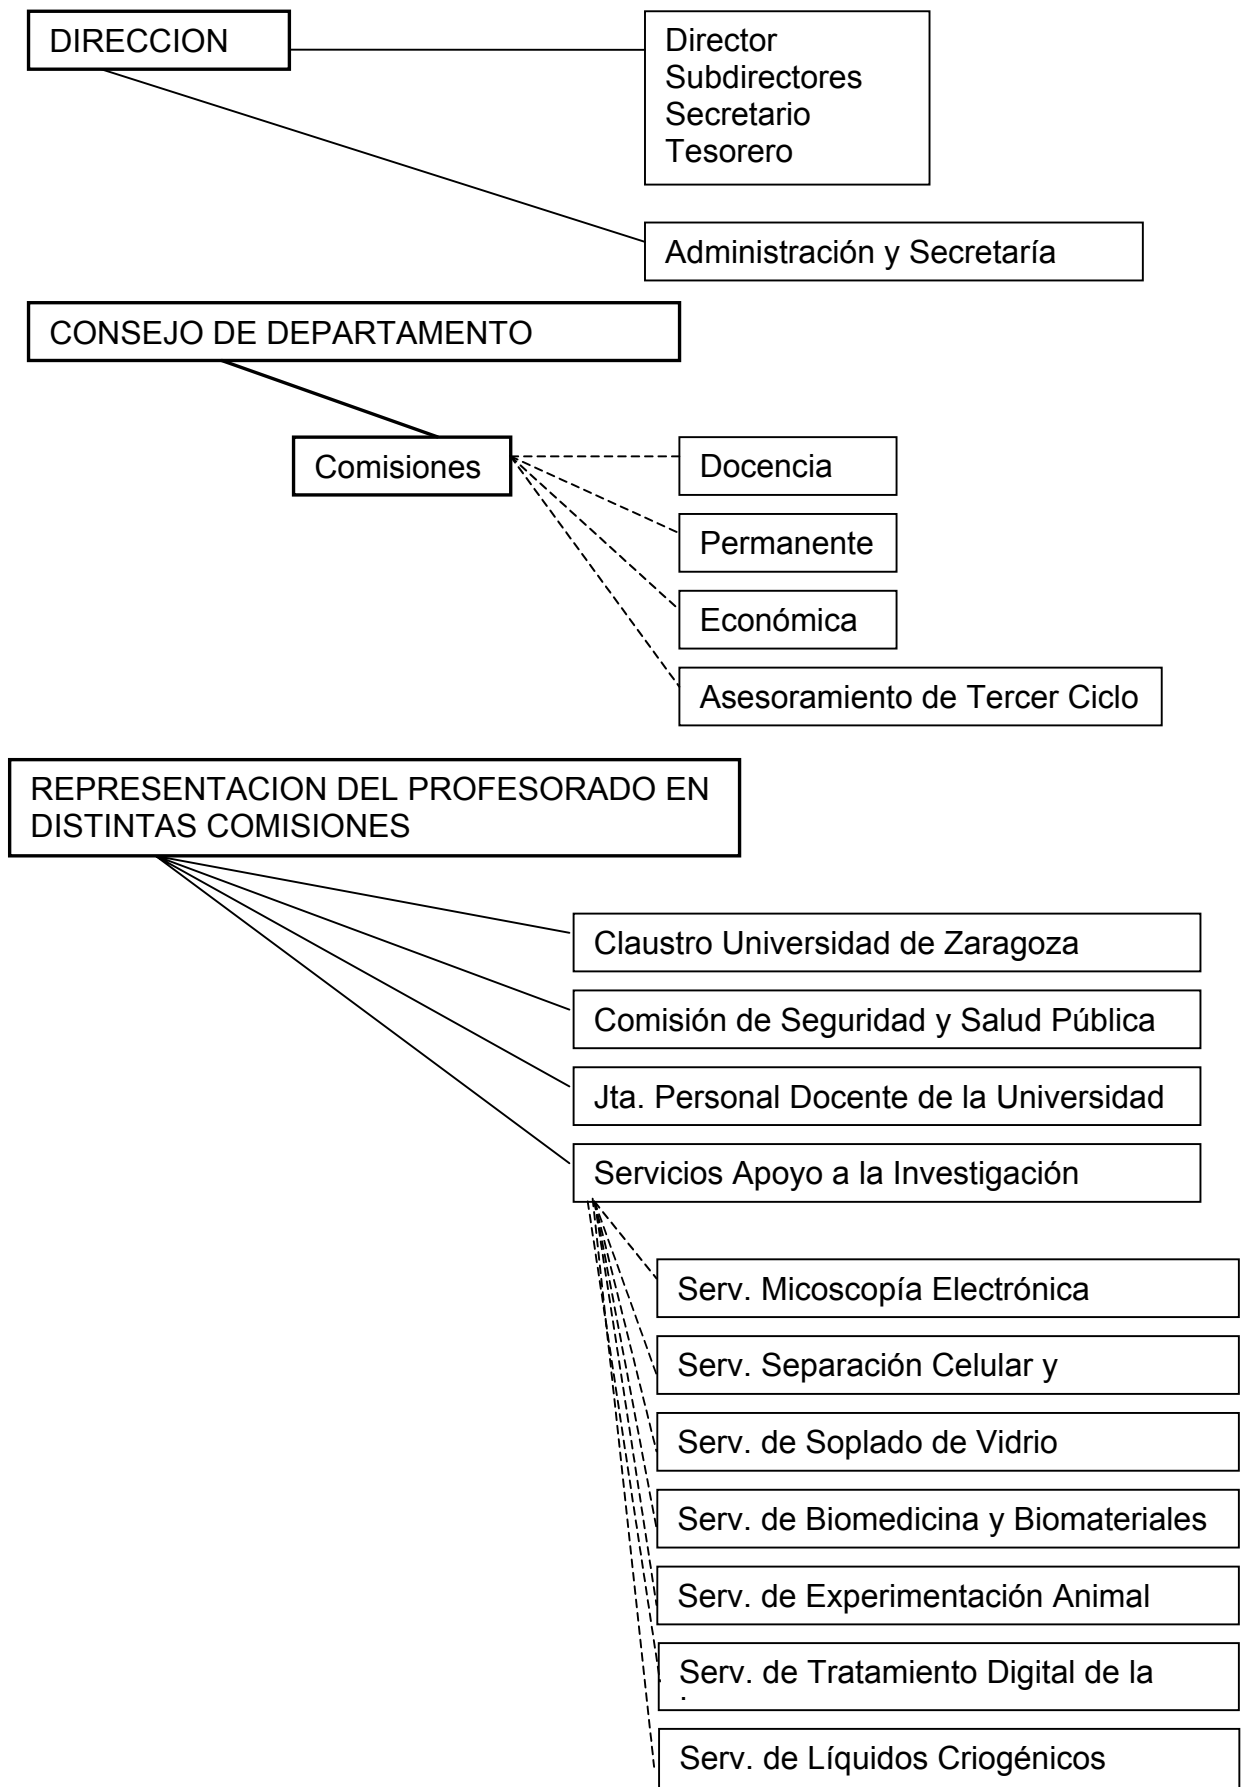 DIRECCION
Director
Subdirectores
Secretario
Tesorero
Administración y Secretaría
CONSEJO DE DEPARTAMENTO
Comisiones
Docencia
Permanente
Económica
Asesoramiento de Tercer Ciclo
REPRESENTACION DEL PROFESORADO EN
DISTINTAS COMISIONES
Claustro Universidad de Zaragoza
Comisión de Seguridad y Salud Pública
Jta. Personal Docente de la Universidad
Servicios Apoyo a la Investigación
Serv. Micoscopía Electrónica
Serv. Separación Celular y
Serv. de Soplado de Vidrio
Serv. de Biomedicina y Biomateriales
Serv. de Experimentación Animal
Serv. de Tratamiento Digital de la
Serv. de Líquidos Criogénicos